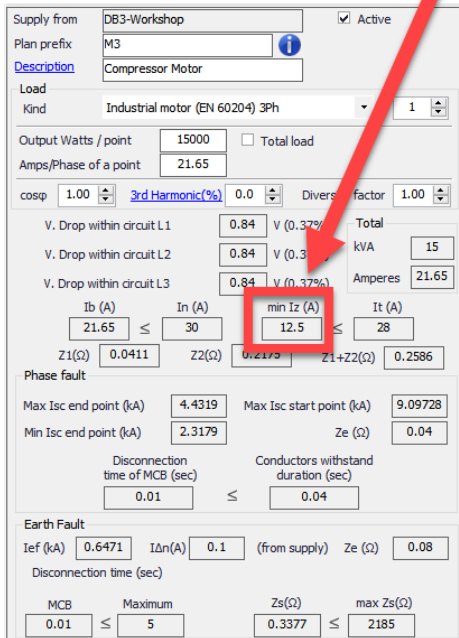 Supply from DB3-Workshop Active
Plan prefix M3
Description Compressor Motor
Load
Kind Industrial motor (EN 60204) 3Ph 1
Output Watts / point 15000 Total load
Amps/Phase of a point 21.65
cosφ 1.00 3rd Harmonic(%) 0.0 Divers factor 1.00
V. Drop within circuit L1 0.84 V (0.37% Total
V. Drop within circuit L2 0.84 V (0.37% kVA 15
V. Drop within circuit L3 0.84 V (0.37%) Amperes 21.65
Ib (A) In (A) min Iz (A) It (A)
21.65 ≤ 30 12.5 ≤ 28
Z1(Ω) 0.0411 Z2(Ω) 0.2175 Z1+Z2(Ω) 0.2586
Phase fault
Max Isc end point (kA) 4.4319 Max Isc start point (kA) 9.09728
Min Isc end point (kA) 2.3179 Ze (Ω) 0.04
Disconnection Conductors withstand
time of MCB (sec) duration (sec)
0.01 ≤ 0.04
Earth Fault
Ief (kA) 0.6471 IΔn(A) 0.1 (from supply) Ze (Ω) 0.08
Disconnection time (sec)
MCB Maximum Zs(Ω) max Zs(Ω)
0.01 ≤ 5 0.3377 ≤ 2185